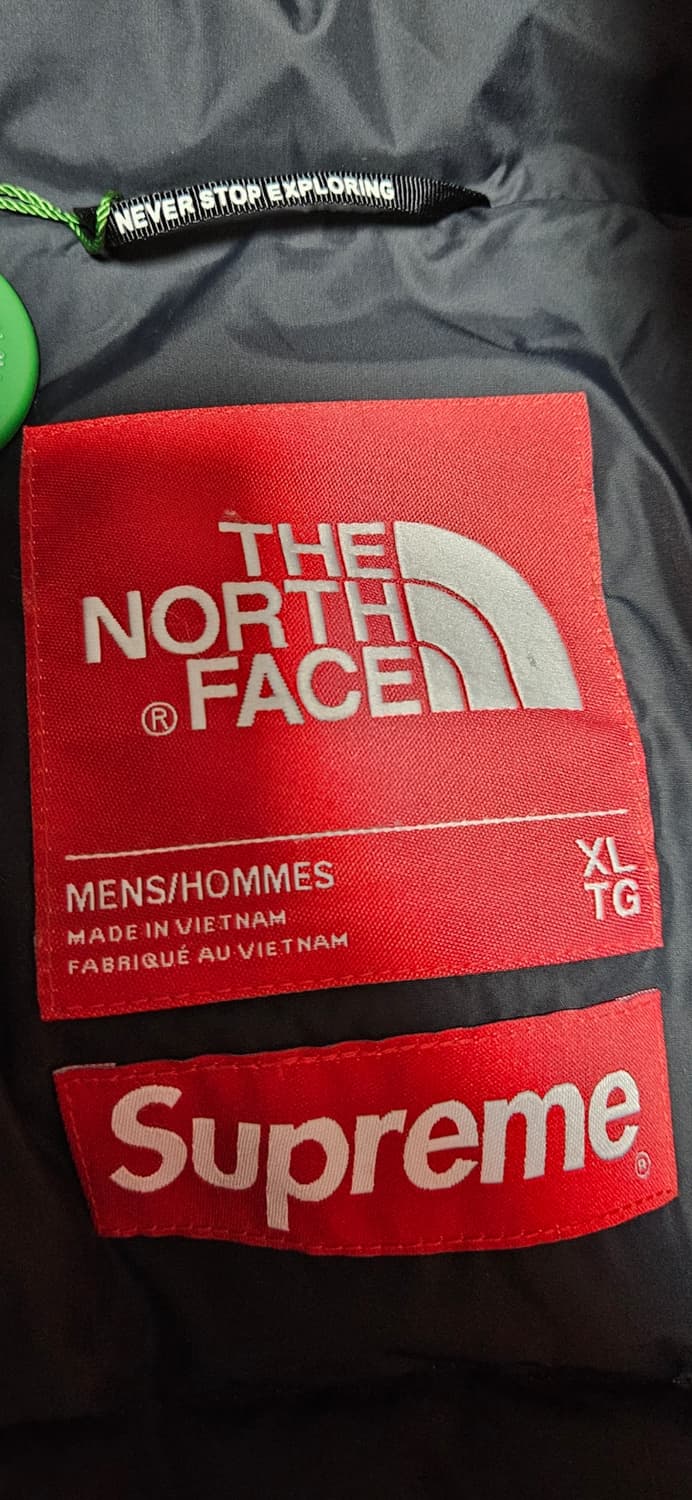 NEVER STOP EXPLORING
THE
NORTH
® FACE
MENS/HOMMES
XL
MADE IN VIETNAM
TG
FABRIQUÉ AU VIETNAM
Supreme ®